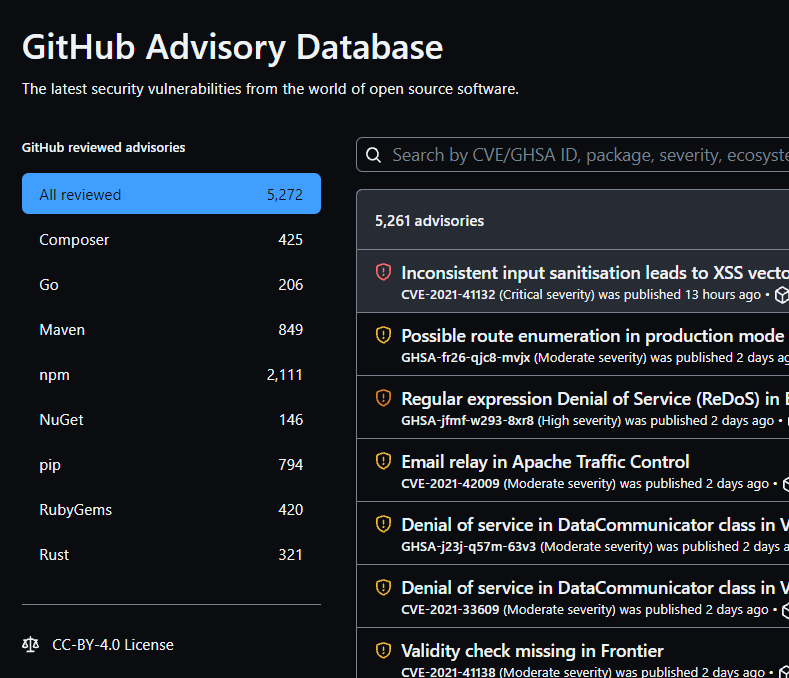 GitHub Advisory Database
The latest security vulnerabilities from the world of open source software.
GitHub reviewed advisories
All reviewed 5,272
Composer 425
Go 206
Maven 849
npm 2,111
NuGet 146
pip 794
RubyGems 420
Rust 321
CC-BY-4.0 License
Search by CVE/GHSA ID, package, severity,
5,261 advisories
Inconsistent input sanitisation leads to XSS
CVE-2021-41132 (Critical severity) was published 13 hours ago •
Possible route enumeration in production mode
GHSA-fr26-qjc8-mvjx (Moderate severity) was published 2 days
Regular expression Denial of Service (ReDoS) in
GHSA-jfmf-w293-8xr8 (High severity) was published 2 days ago •
Email relay in Apache Traffic Control
CVE-2021-42009 (Moderate severity) was published 2 days ago •
Denial of service in DataCommunicator class in
GHSA-j23j-q57m-63v3 (Moderate severity) was published 2 days
Denial of service in DataCommunicator class in
CVE-2021-33609 (Moderate severity) was published 2 days ago •
Validity check missing in Frontier
CVE-2021-41138 (Moderate severity) was published 2 days ago •